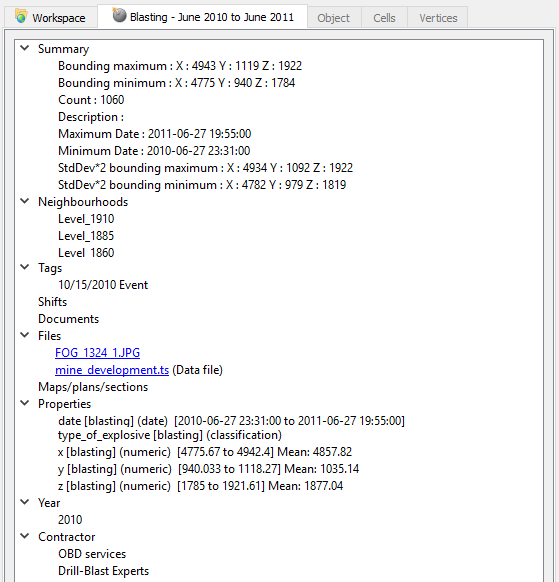 Workspace
Blasting - June 2010 to June 2011
Object
Cells
Vertices
Summary
Bounding maximum : X : 4943 Y : 1119 Z : 1922
Bounding minimum : X : 4775 Y : 940 Z : 1784
Count : 1060
Description :
Maximum Date : 2011-06-27 19:55:00
Minimum Date : 2010-06-27 23:31:00
StdDev*2 bounding maximum : X : 4934 Y : 1092 Z : 1922
StdDev*2 bounding minimum : X : 4782 Y : 979 Z : 1819
Neighbourhoods
Level_1910
Level_1885
Level_1860
Tags
10/15/2010 Event
Shifts
Documents
Files
FOG_1324_1.JPG
mine_development.ts (Data file)
Maps/plans/sections
Properties
date [blasting] (date) [2010-06-27 23:31:00 to 2011-06-27 19:55:00]
type_of_explosive [blasting] (classification)
x [blasting] (numeric) [4775.67 to 4942.4] Mean: 4857.82
y [blasting] (numeric) [940.033 to 1118.27] Mean: 1035.14
z [blasting] (numeric) [1785 to 1921.61] Mean: 1877.04
Year
2010
Contractor
OBD services
Drill-Blast Experts